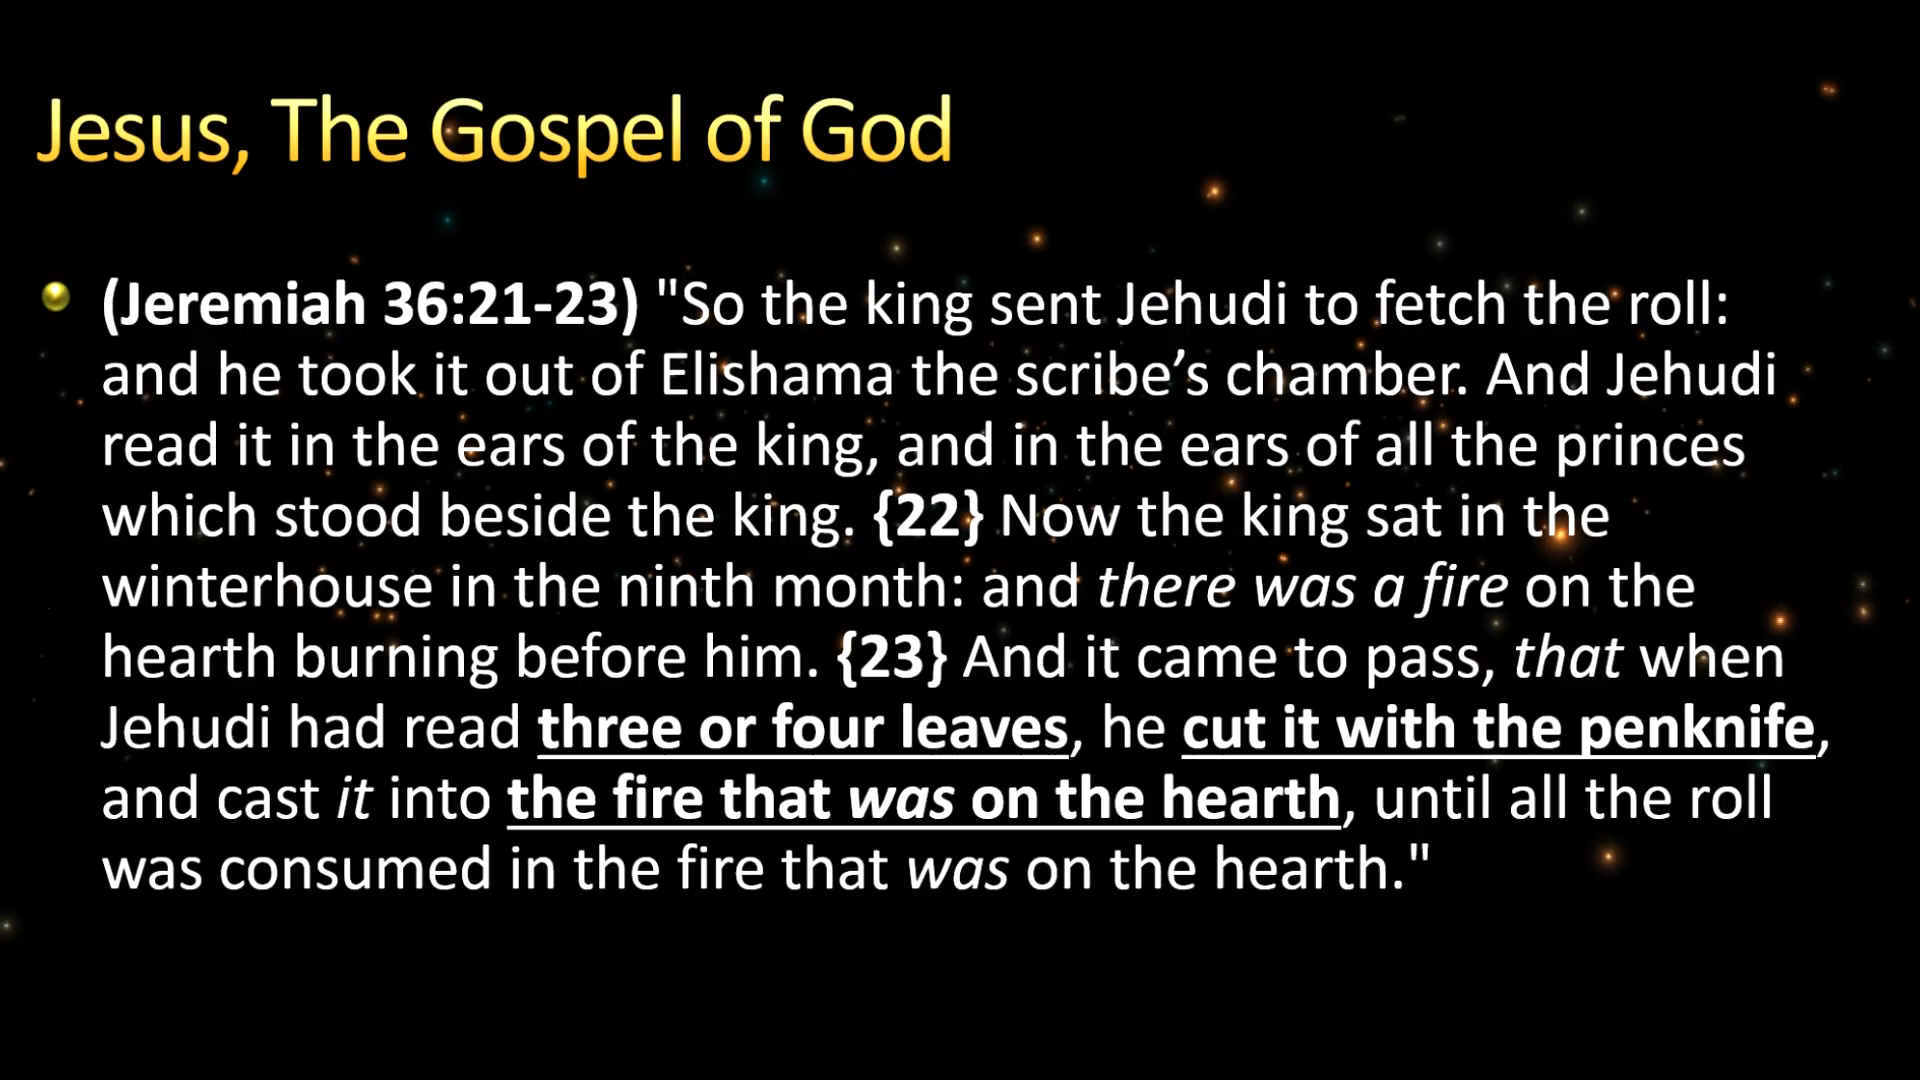 Jesus, The Gospel of God
(Jeremiah 36:21-23) "So the king sent Jehudi to fetch the roll:
and he took it out of Elishama the scribe’s chamber. And Jehudi
read it in the ears of the king, and in the ears of all the princes
which stood beside the king. {22} Now the king sat in the
winterhouse in the ninth month: and there was a fire on the
hearth burning before him. {23} And it came to pass, that when
Jehudi had read three or four leaves, he cut it with the penknife,
and cast it into the fire that was on the hearth, until all the roll
was consumed in the fire that was on the hearth."